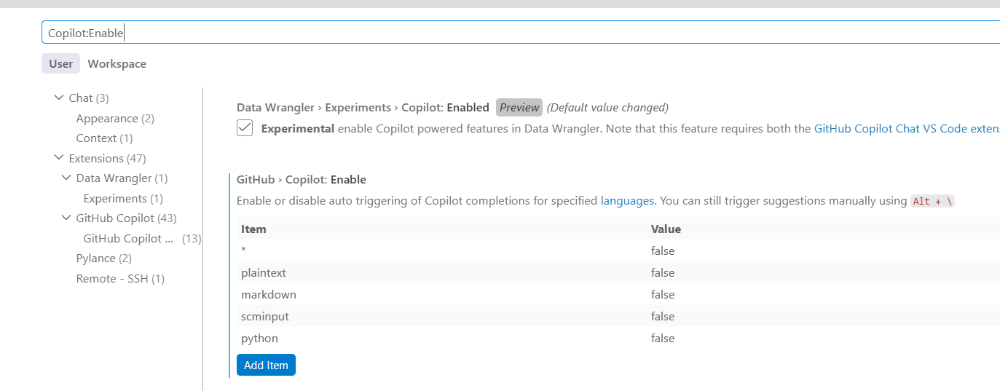 Copilot:Enable
User Workspace
Chat (3)
Appearance (2)
Context (1)
Extensions (47)
Data Wrangler (1)
Experiments (1)
GitHub Copilot (43)
GitHub Copilot ... (13)
Pylance (2)
Remote - SSH (1)
Data Wrangler › Experiments › Copilot: Enabled Preview (Default value changed)
Experimental enable Copilot powered features in Data Wrangler. Note that this feature requires both the GitHub Copilot Chat VS Code exten
GitHub › Copilot: Enable
Enable or disable auto triggering of Copilot completions for specified languages. You can still trigger suggestions manually using Alt + \
Item Value
* false
plaintext false
markdown false
scminput false
python false
Add Item